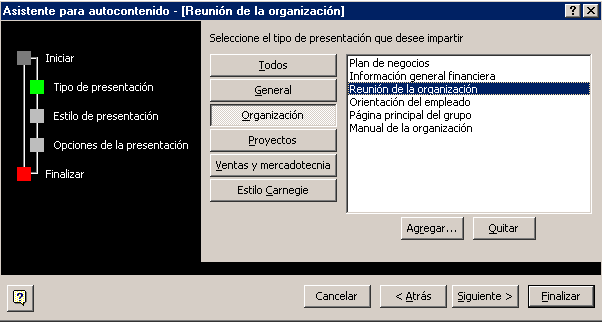 Asistente para autocontenido - [Reunión de la organización]
Seleccione el tipo de presentación que desee impartir
Iniciar
Tipo de presentación
Estilo de presentación
Opciones de la presentación
Finalizar
Todos
General
Organización
Proyectos
Ventas y mercadotecnia
Estilo Carnegie
Plan de negocios
Información general financiera
Reunión de la organización
Orientación del empleado
Página principal del grupo
Manual de la organización
Agregar...
Quitar
Cancelar
< Atrás
Siguiente >
Finalizar